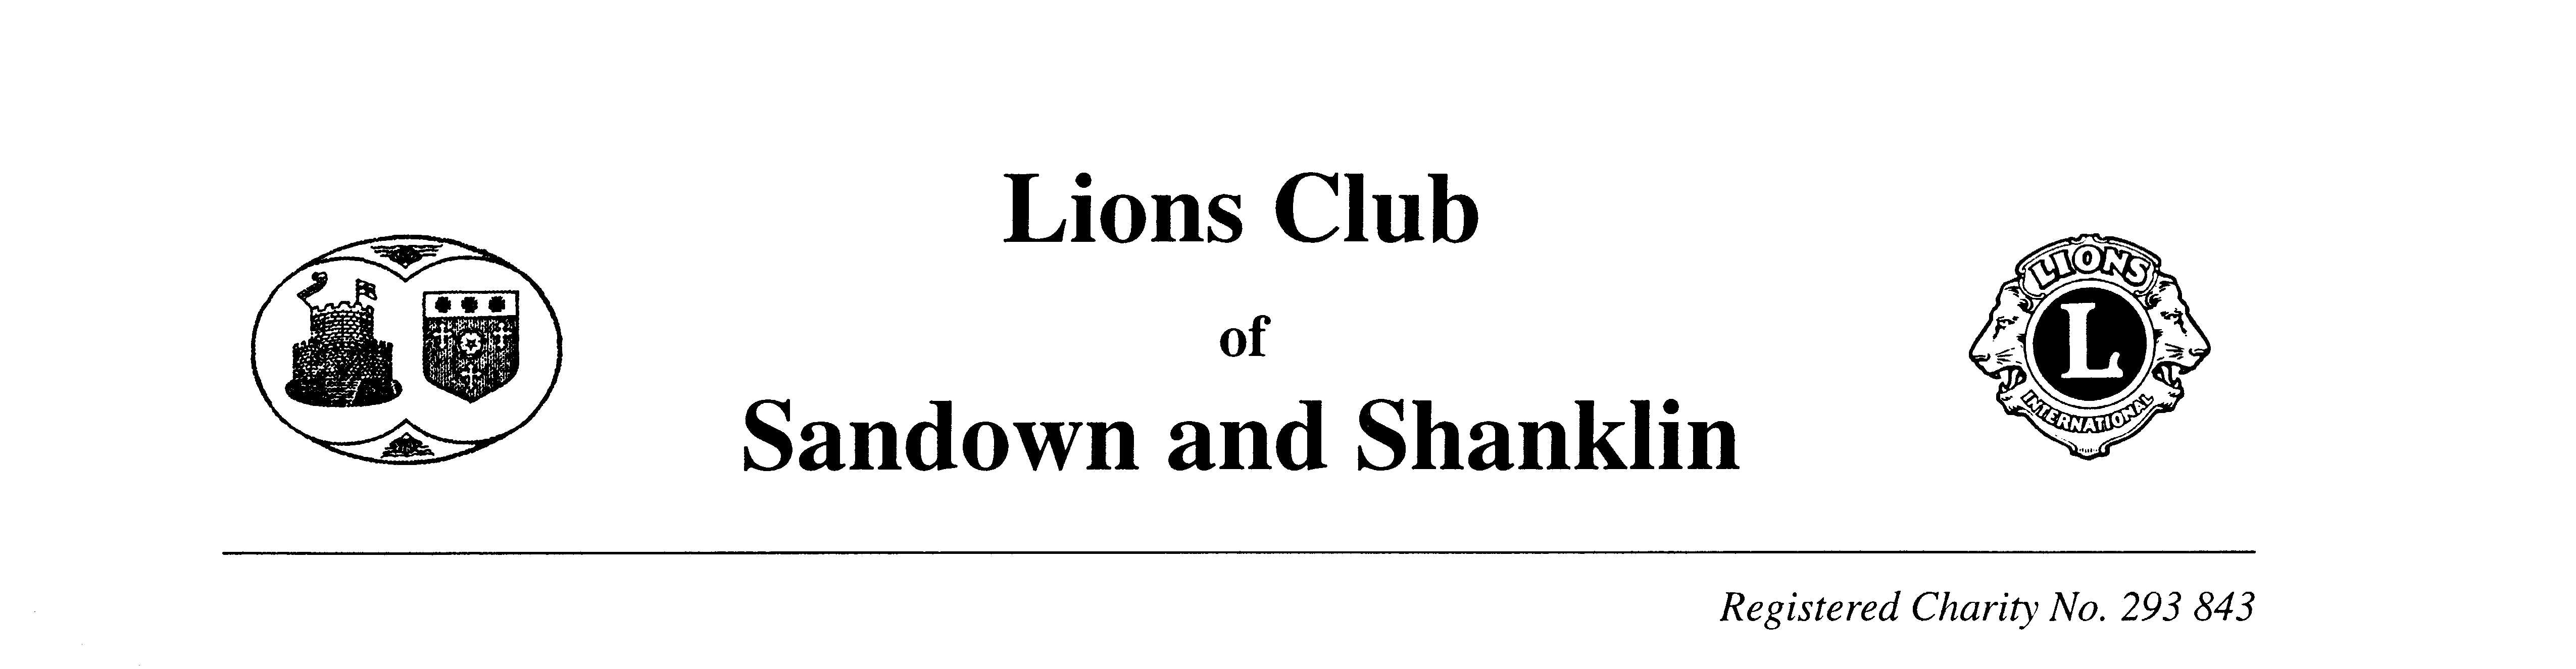 Lions Club
of
Sandown and Shanklin
LIONS
L
INTERNATIONAL
Registered Charity No. 293 843